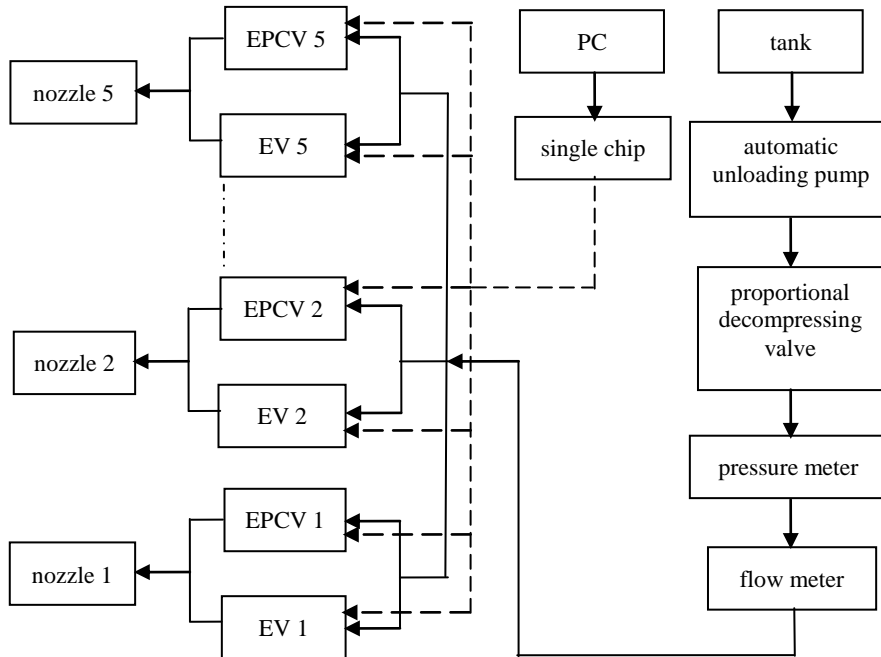 EPCV 5
PC
tank
nozzle 5
EV 5
single chip
automatic
unloading pump
EPCV 2
proportional
decompressing
valve
nozzle 2
EV 2
pressure meter
EPCV 1
nozzle 1
flow meter
EV 1